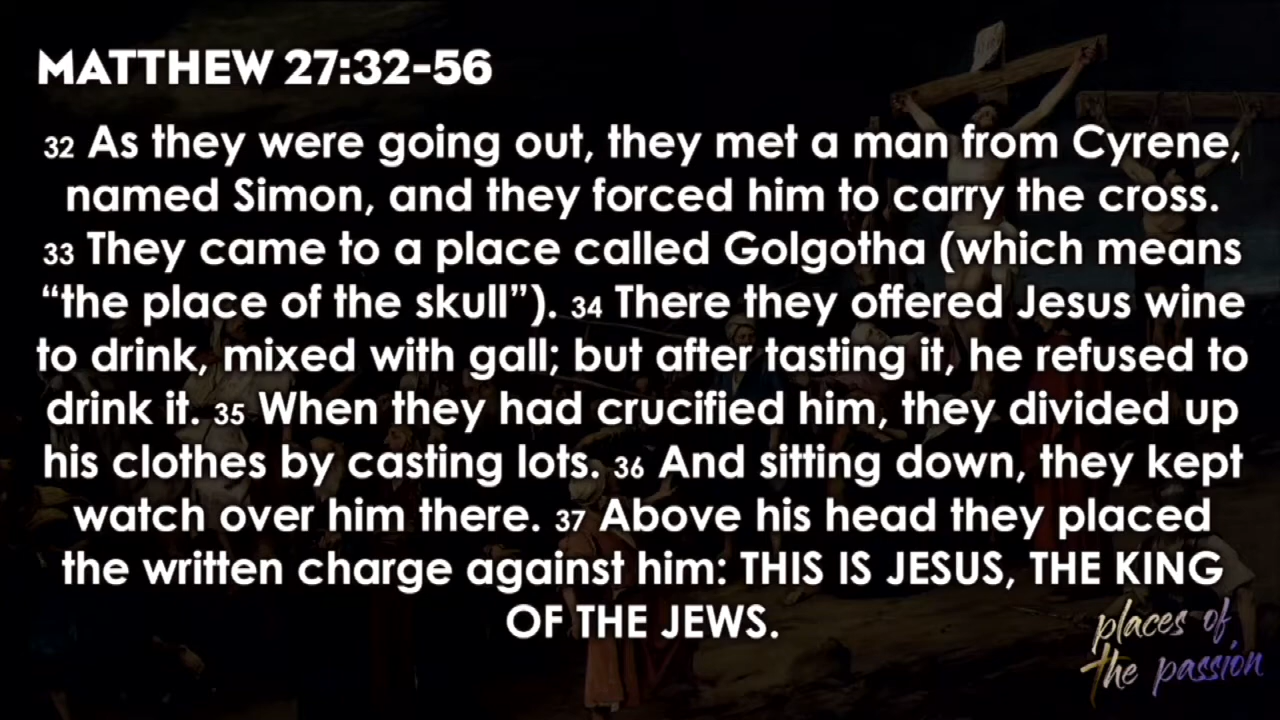 MATTHEW 27:32-56
32 As they were going out, they met a man from Cyrene,
named Simon, and they forced him to carry the cross.
33 They came to a place called Golgotha (which means
“the place of the skull”). 34 There they offered Jesus wine
to drink, mixed with gall; but after tasting it, he refused to
drink it. 35 When they had crucified him, they divided up
his clothes by casting lots. 36 And sitting down, they kept
watch over him there. 37 Above his head they placed
the written charge against him: THIS IS JESUS, THE KING
OF THE JEWS.
places of
the passion